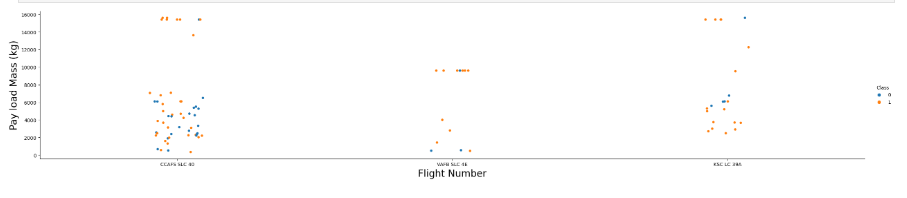 16000
14000
12000
10000
8000
6000
4000
2000
0
Pay load Mass (kg)
CCAFS SLC 40
VAFB SLC 4E
KSC LC 39A
Flight Number
Class
0
1